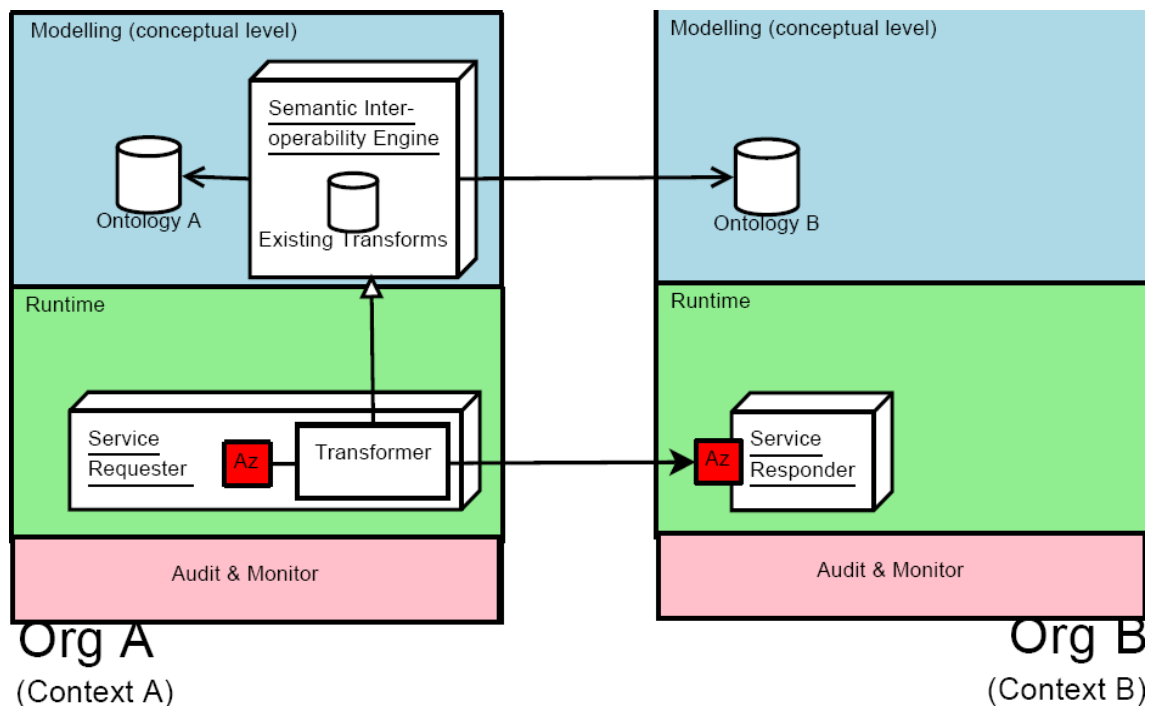 Modelling (conceptual level)
Semantic Inter-
operability Engine
Ontology A
Existing Transforms
Runtime
Service
Requester
Az
Transformer
Audit & Monitor
Org A
(Context A)
Modelling (conceptual level)
Ontology B
Runtime
Az
Service
Responder
Audit & Monitor
Org B
(Context B)